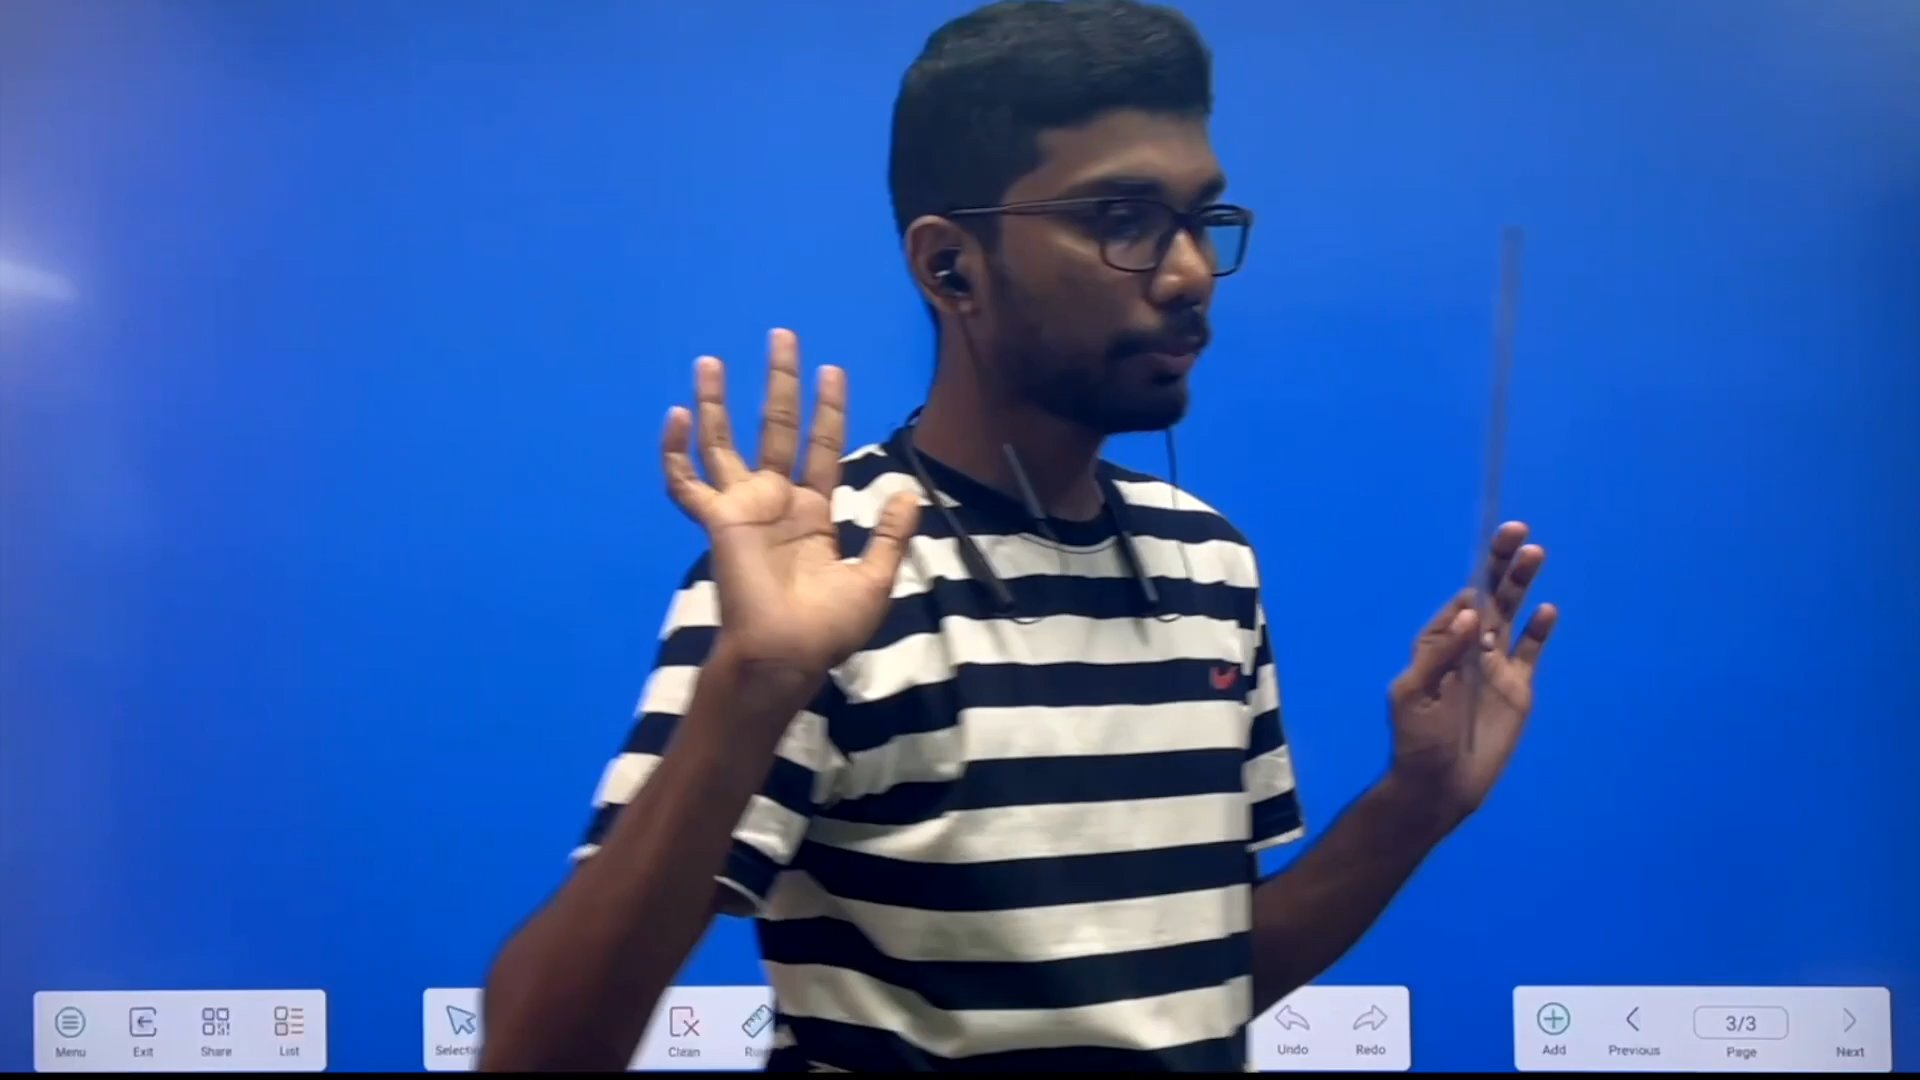 Menu Exit Share List
Clean
Undo Redo
Add Previous 3/3 Page Next